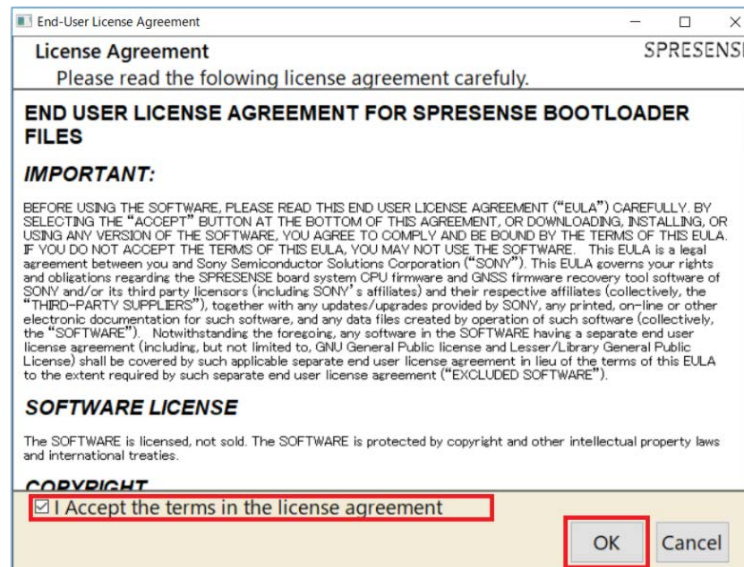 End-User License Agreement
License Agreement
SPRESENSE
Please read the folowing license agreement carefuly.
END USER LICENSE AGREEMENT FOR SPRESENSE BOOTLOADER
FILES
IMPORTANT:
BEFORE USING THE SOFTWARE, PLEASE READ THIS END USER LICENSE AGREEMENT (“EULA”) CAREFULLY. BY
SELECTING THE “ACCEPT” BUTTON AT THE BOTTOM OF THIS AGREEMENT, OR DOWNLOADING, INSTALLING, OR
USING ANY VERSION OF THE SOFTWARE, YOU AGREE TO COMPLY AND BE BOUND BY THE TERMS OF THIS EULA.
IF YOU DO NOT ACCEPT THE TERMS OF THIS EULA, YOU MAY NOT USE THE SOFTWARE. This EULA is a legal
agreement between you and Sony Semiconductor Solutions Corporation (“SONY”). This EULA governs your rights
and obligations regarding the SPRESENSE board system CPU firmware and GNSS firmware recovery tool software of
SONY and/or its third party licensors (including SONY’s affiliates) and their respective affiliates (collectively, the
“THIRD-PARTY SUPPLIERS”), together with any updates/upgrades provided by SONY, any printed, on-line or other
electronic documentation for such software, and any data files created by operation of such software (collectively,
the “SOFTWARE”). Notwithstanding the foregoing, any software in the SOFTWARE having a separate end user
license agreement (including, but not limited to, GNU General Public license and Lesser/Library General Public
License) shall be covered by such applicable separate end user license agreement in lieu of the terms of this EULA
to the extent required by such separate end user license agreement (“EXCLUDED SOFTWARE”).
SOFTWARE LICENSE
The SOFTWARE is licensed, not sold. The SOFTWARE is protected by copyright and other intellectual property laws
and international treaties.
COPYRIGHT
I Accept the terms in the license agreement
OK
Cancel